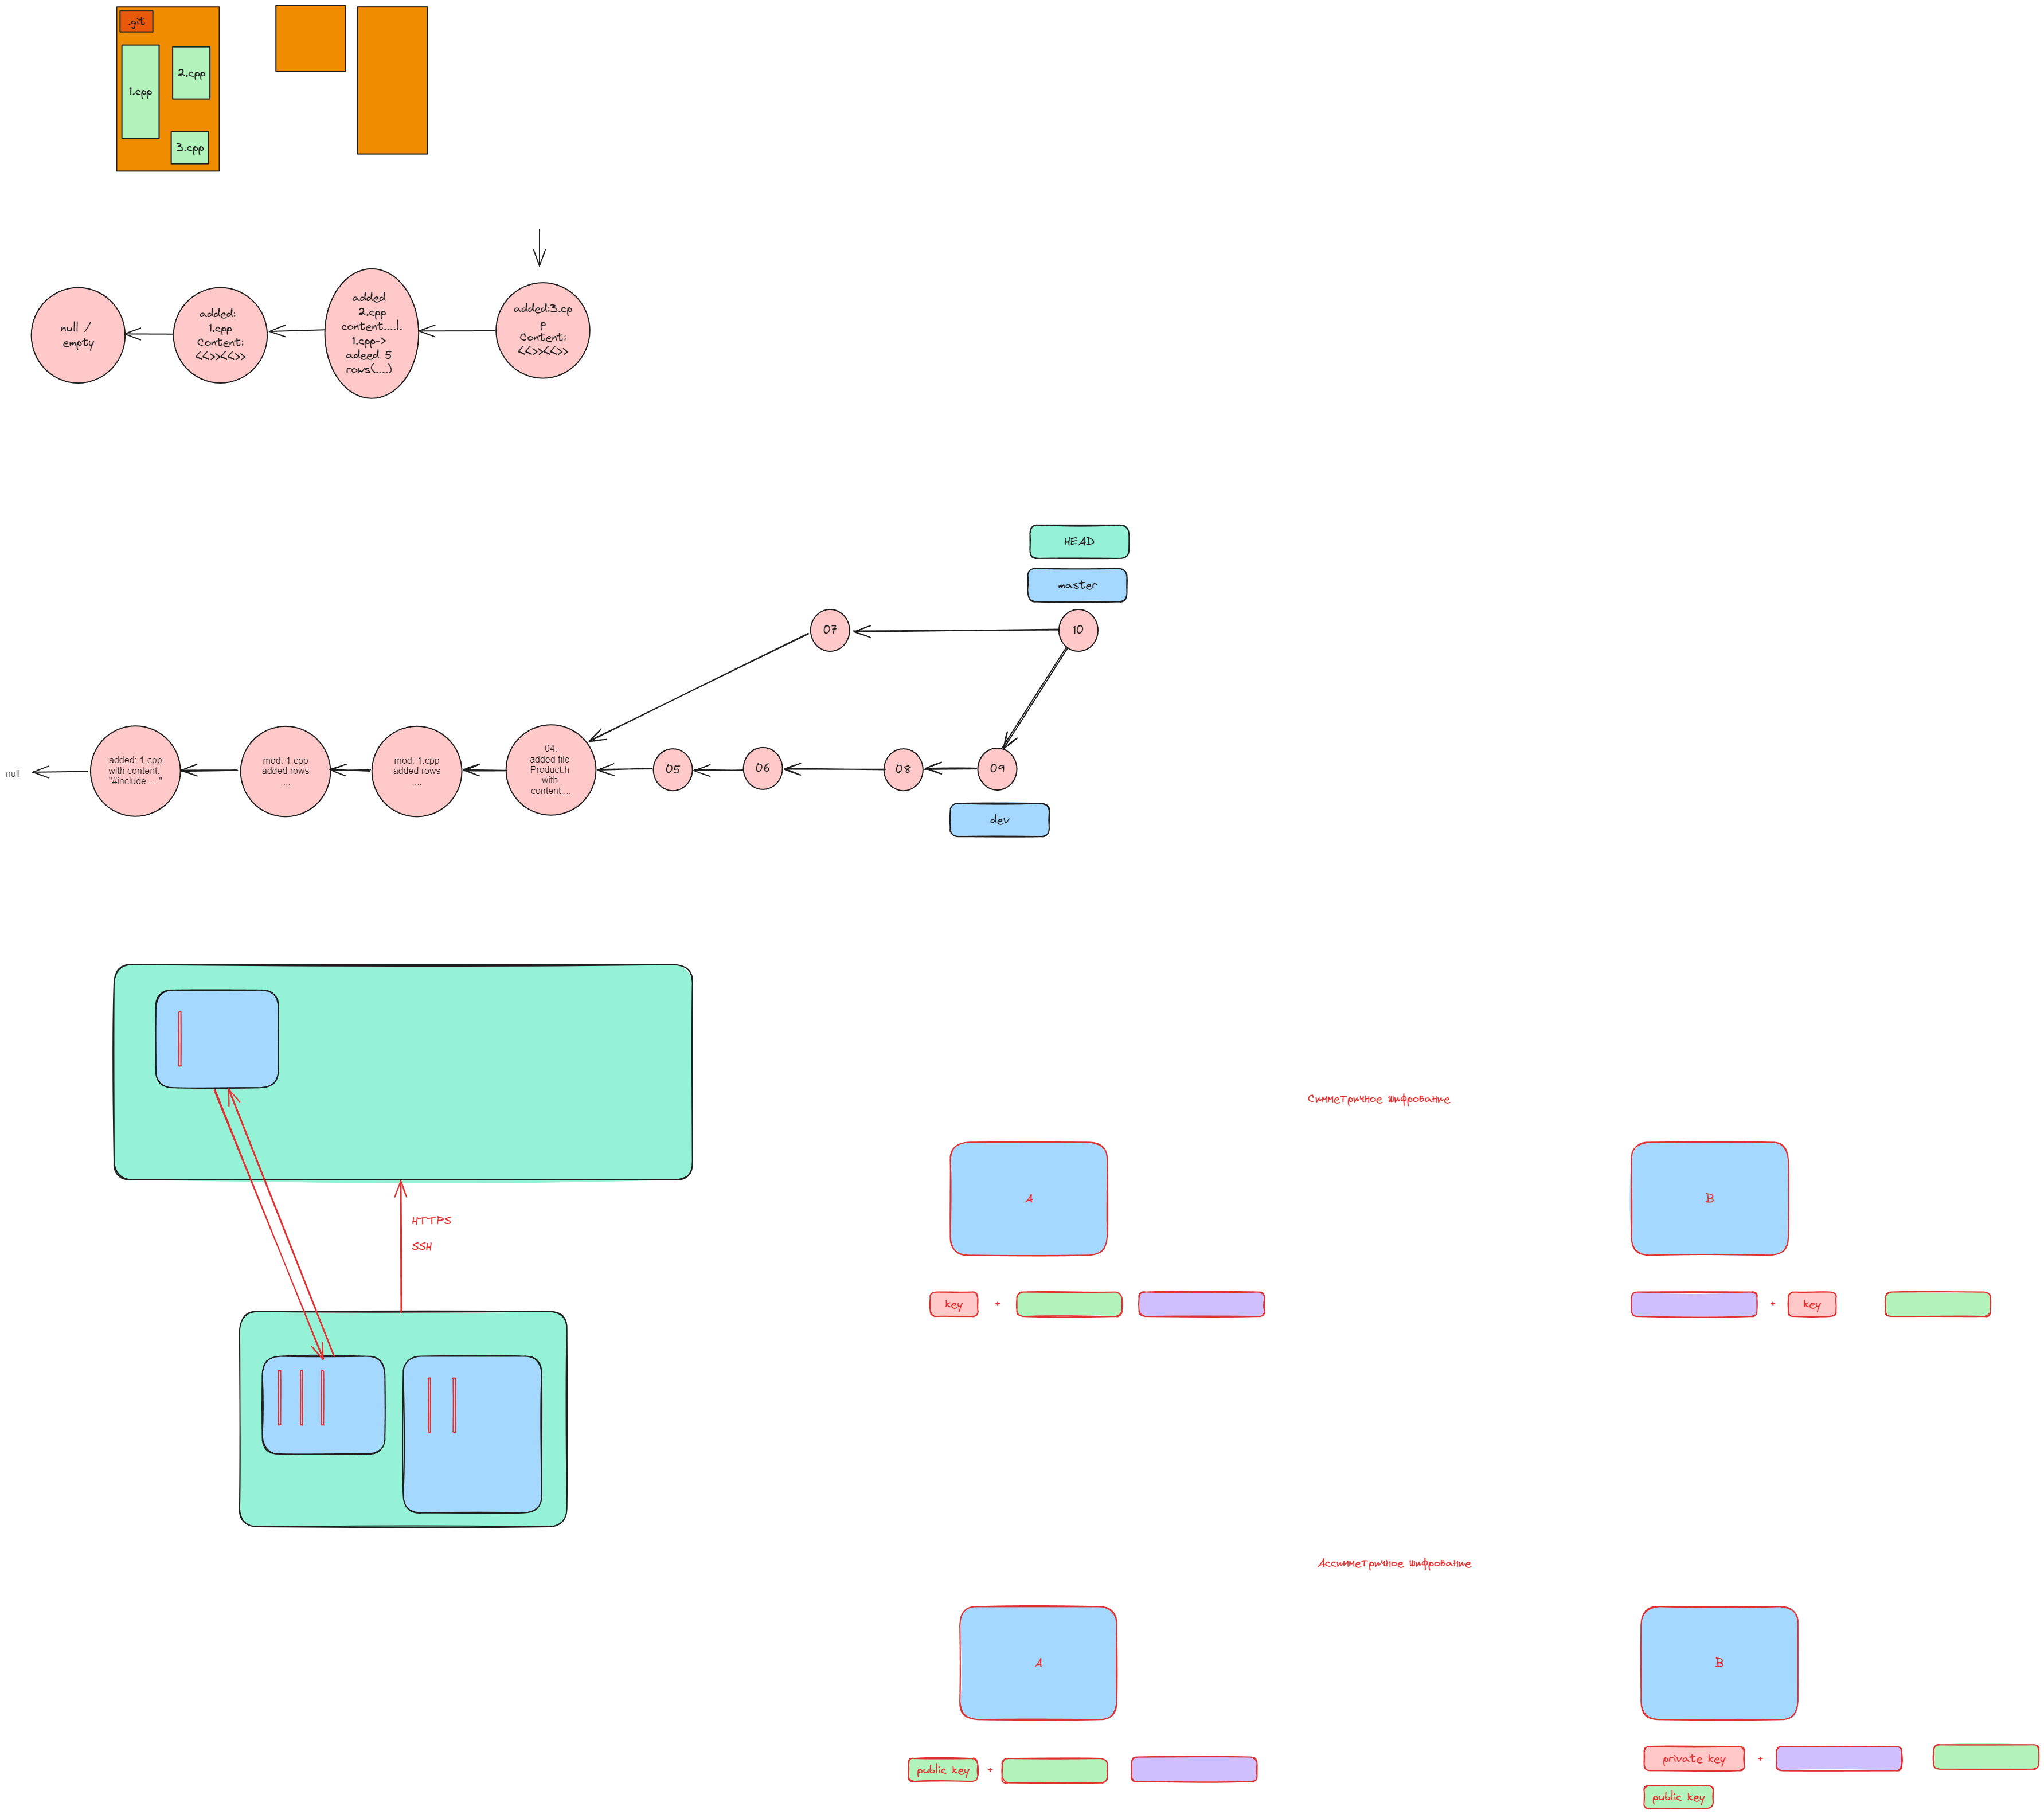 .git
1.cpp
2.cpp
3.cpp
null /
empty
added:
1.cpp
Content:
<<>><<>>
added
2.cpp
content....|.
1.cpp->
adeed 5
rows(....)
added:3.cp
p
Content:
<<>><<>>
HEAD
master
07
10
null
added: 1.cpp
with content:
"#include....."
mod: 1.cpp
added rows
....
mod: 1.cpp
added rows
....
04.
added file
Product.h
with
content....
05
06
08
09
dev
HTTPS
SSH
Симметричное шифрование
A
B
key
+
+
key
Ассимметричное шифрование
A
B
public key
+
private key
+
public key